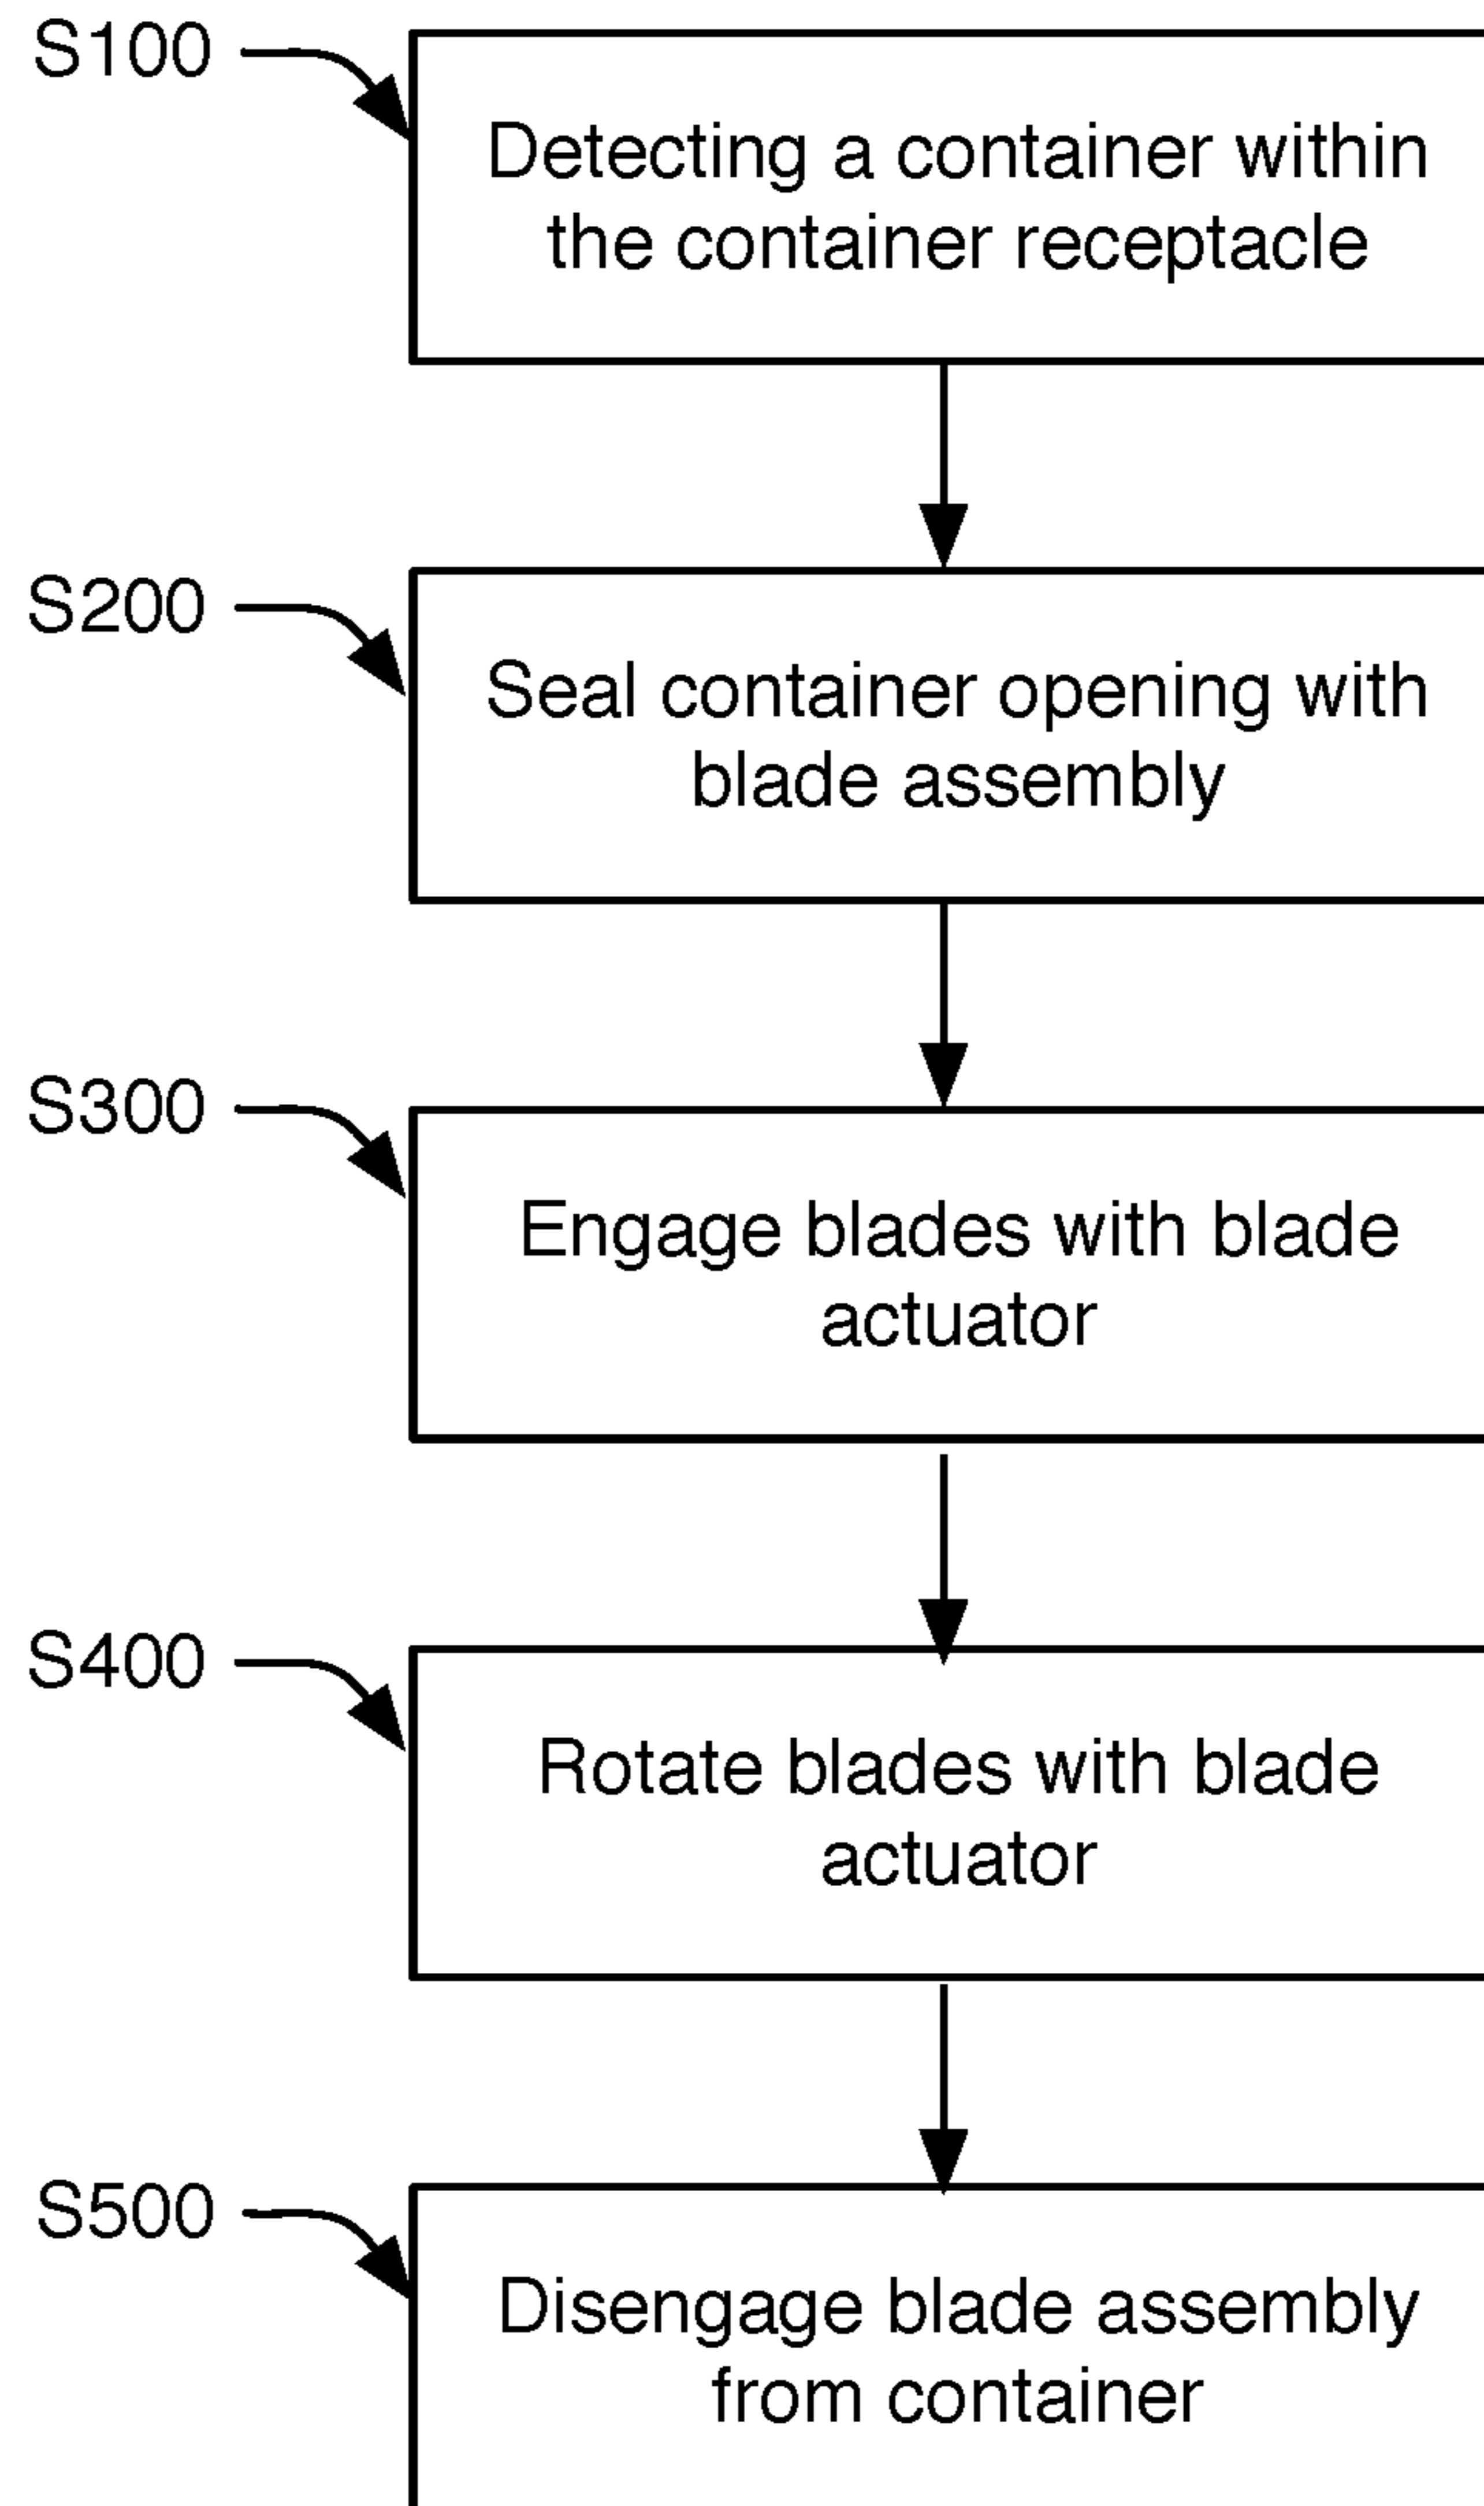 S100
Detecting a container within
the container receptacle
S200
Seal container opening with
blade assembly
S300
Engage blades with blade
actuator
S400
Rotate blades with blade
actuator
S500
Disengage blade assembly
from container